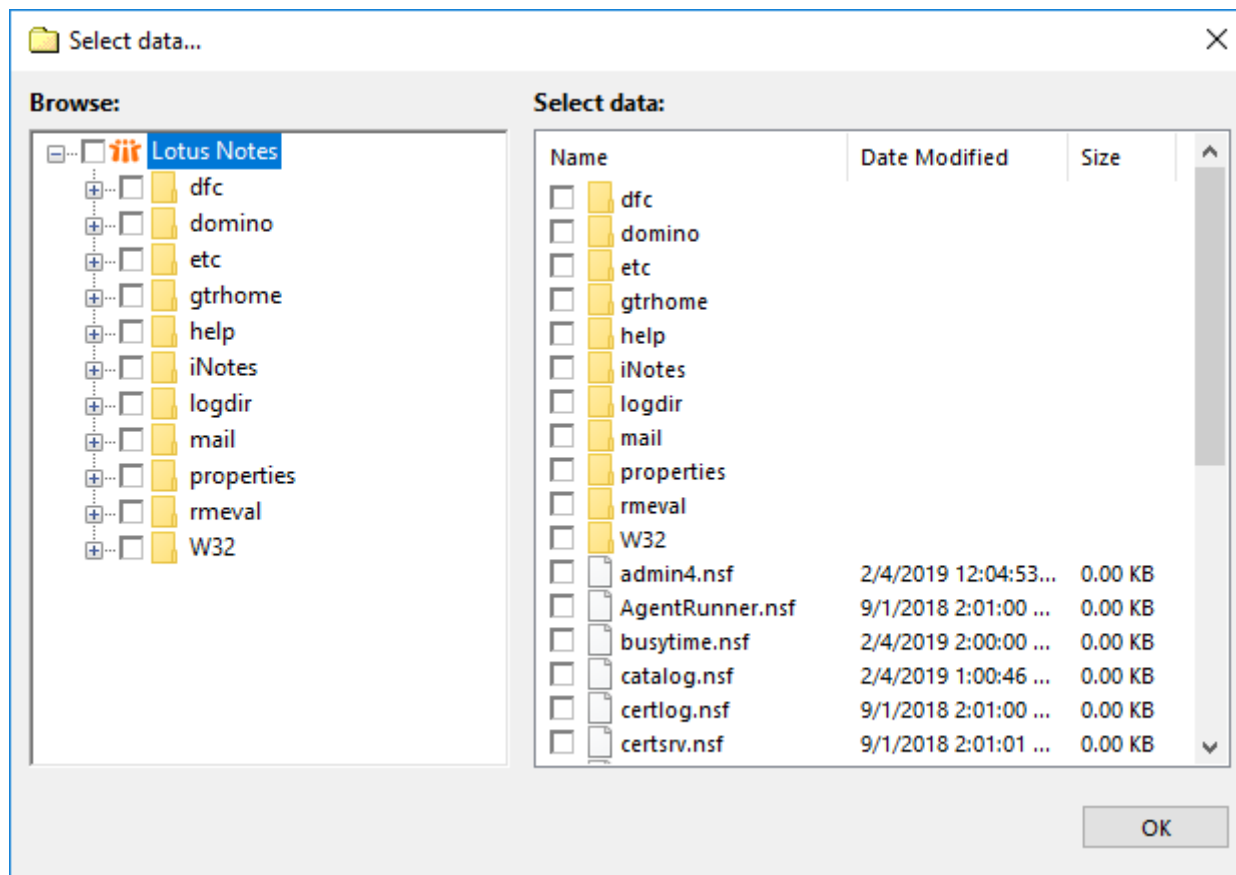 Select data...
Browse:
Select data:
Lotus Notes
dfc
domino
etc
gtrhome
help
iNotes
logdir
mail
properties
rmeval
W32
Name Date Modified Size
dfc
domino
etc
gtrhome
help
iNotes
logdir
mail
properties
rmeval
W32
admin4.nsf 2/4/2019 12:04:53... 0.00 KB
AgentRunner.nsf 9/1/2018 2:01:00 ... 0.00 KB
busytime.nsf 2/4/2019 2:00:00 ... 0.00 KB
catalog.nsf 2/4/2019 1:00:46 ... 0.00 KB
certlog.nsf 9/1/2018 2:01:00 ... 0.00 KB
certsrv.nsf 9/1/2018 2:01:01 ... 0.00 KB
OK